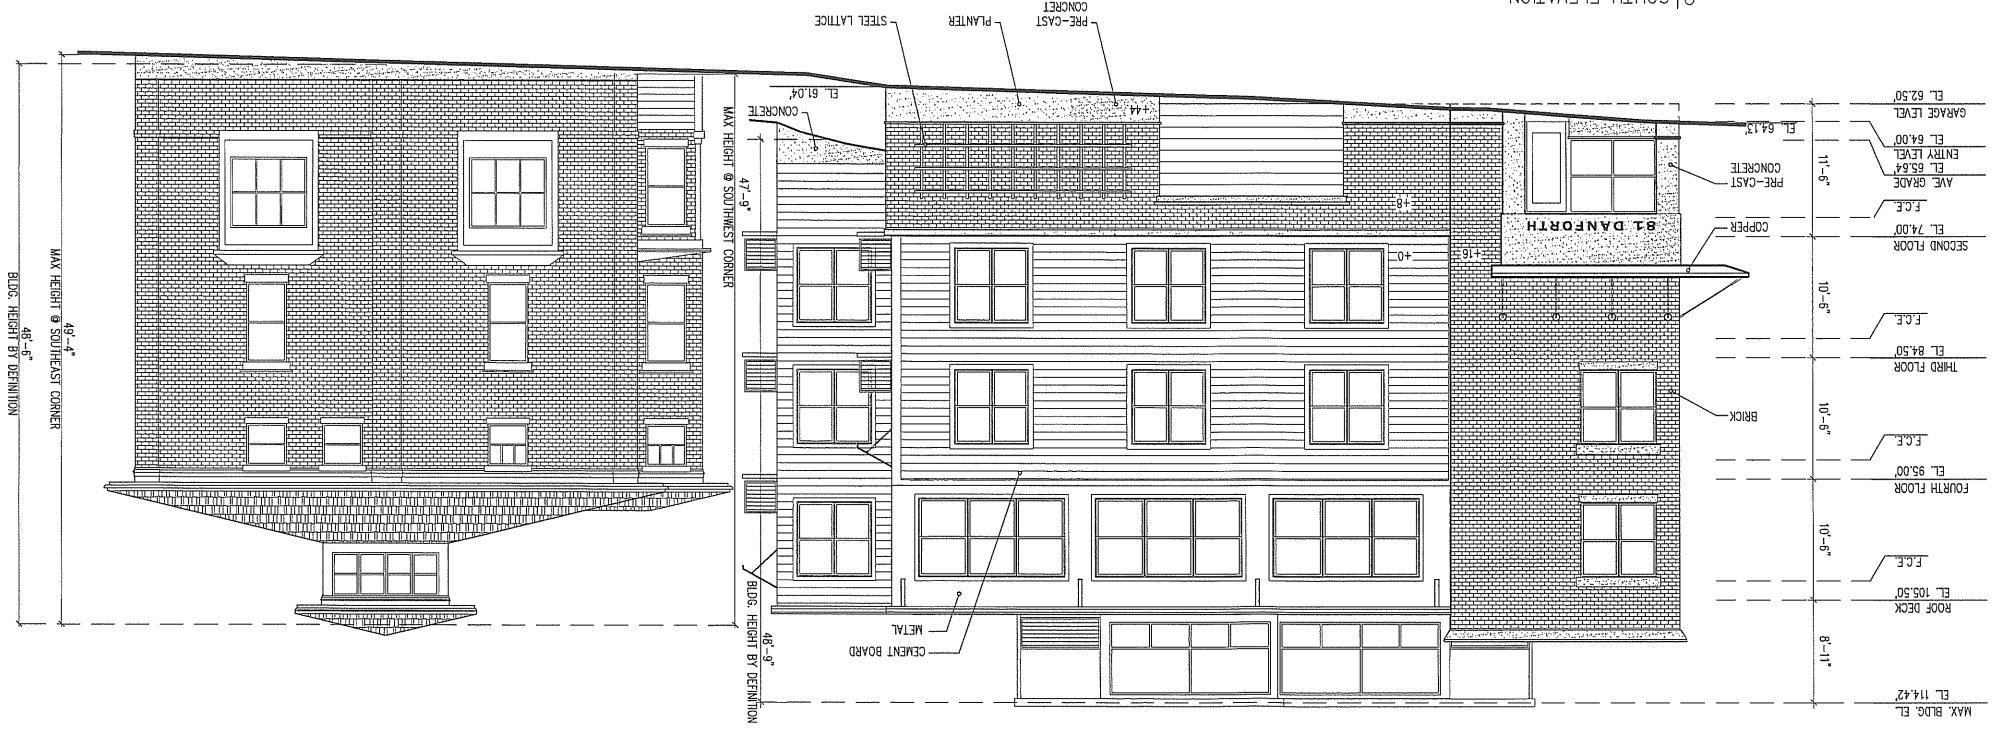 SOUTH ELEVATION
MAX. BLDG. EL.
EL. 114.42'
8'-11"
ROOF DECK
EL. 105.50'
F.C.E.
10'-6"
FOURTH FLOOR
EL. 95.00'
F.C.E.
10'-6"
THIRD FLOOR
EL. 84.50'
F.C.E.
10'-6"
SECOND FLOOR
EL. 74.00'
F.C.E.
11'-6"
AVE. GRADE
EL. 65.64'
ENTRY LEVEL
EL. 64.00'
GARAGE LEVEL
EL. 62.50'
EL. 64.13'
BRICK
COPPER
PRE-CAST
CONCRETE
81 DANFORTH
+16
+0
+8
+44
CEMENT BOARD
METAL
PRE-CAST
CONCRET
PLANTER
STEEL LATTICE
CONCRETE
EL. 61.04'
48'-9"
BLDG. HEIGHT BY DEFINITION
47'-9"
MAX HEIGHT @ SOUTHWEST CORNER
49'-4"
MAX HEIGHT @ SOUTHEAST CORNER
48'-6"
BLDG. HEIGHT BY DEFINITION